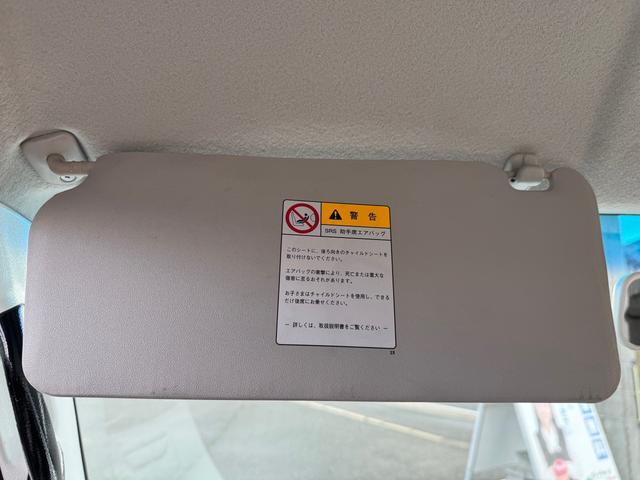 警告
SRS 助手席エアバッグ
このシートに、後ろ向きのチャイルドシートを
取り付けないでください。
エアバッグの衝撃により、死亡または重大な
傷害に至るおそれがあります。
お子さまはチャイルドシートを使用し、できる
だけ後席にお乗せください。
— 詳しくは、取扱説明書をご覧ください —